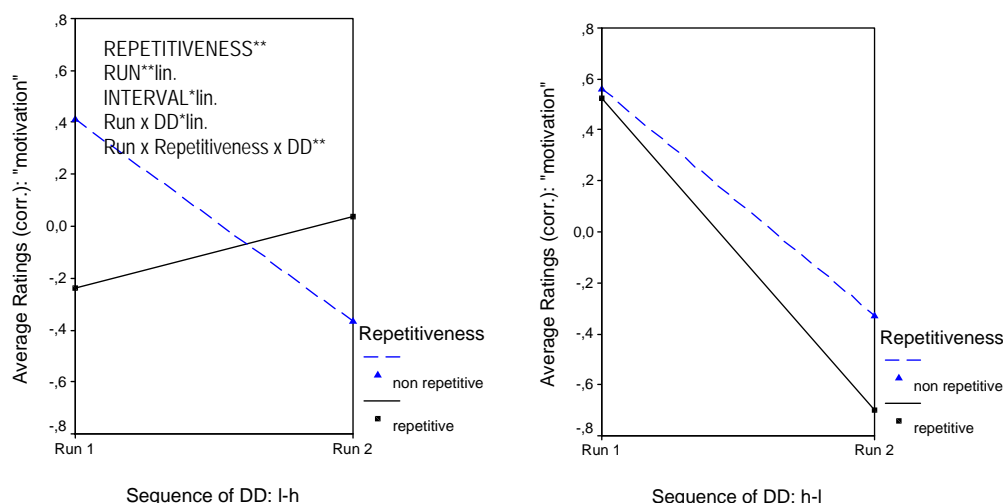 Average Ratings (corr.): "motivation"
,8
,6
,4
,2
0,0
-,2
-,4
-,6
-,8
REPETITIVENESS**
RUN**lin.
INTERVAL*lin.
Run x DD*lin.
Run x Repetitiveness x DD**
Run 1
Run 2
Sequence of DD: l-h
Repetitiveness
non repetitive
repetitive
Average Ratings (corr.): "motivation"
,8
,6
,4
,2
0,0
-,2
-,4
-,6
-,8
Run 1
Run 2
Sequence of DD: h-l
Repetitiveness
non repetitive
repetitive